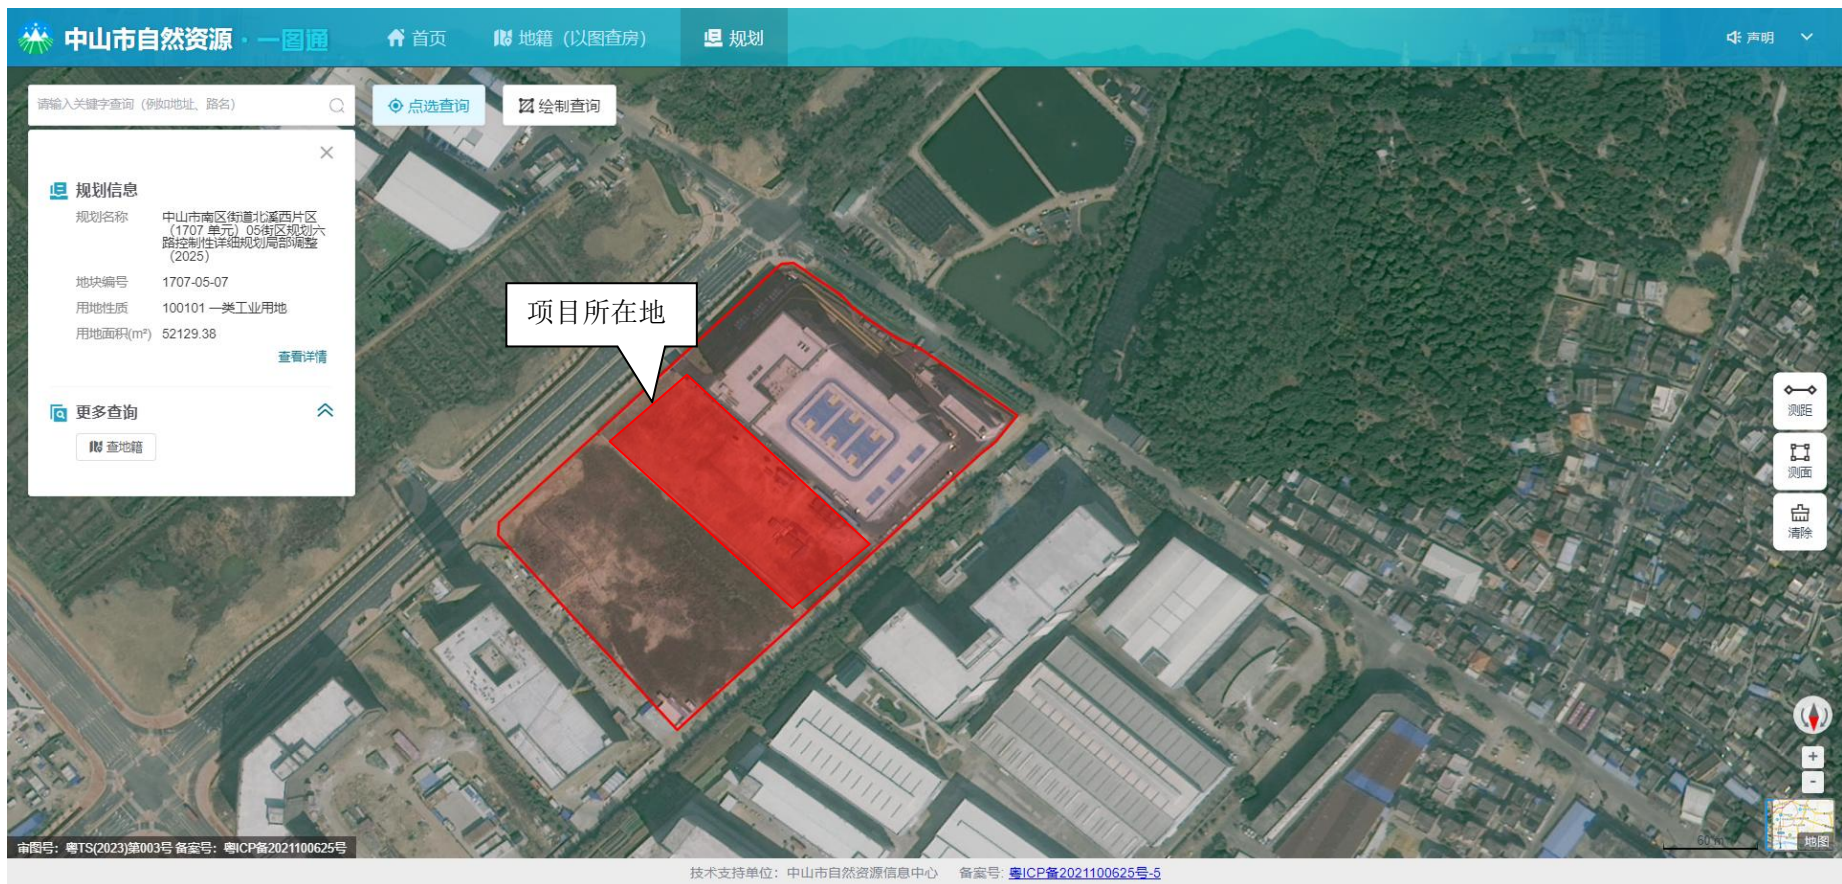 中山市自然资源·一图通
首页
地籍（以图查房）
规划
声明
请输入关键字查询（例如地址、路名）
点选查询
绘制查询
规划信息
规划名称
中山市南区街道北溪西片区
（1707 单元）05街区规划六
路控制性详细规划局部调整
（2025）
地块编号 1707-05-07
用地性质 100101 一类工业用地
用地面积(m²) 52129.38
查看详情
更多查询
查地籍
项目所在地
测距
测面
清除
+
-
60 m
地图
审图号：粤TS(2023)第003号 备案号：粤ICP备2021100625号
技术支持单位：中山市自然资源信息中心 备案号: 粤ICP备2021100625号-5